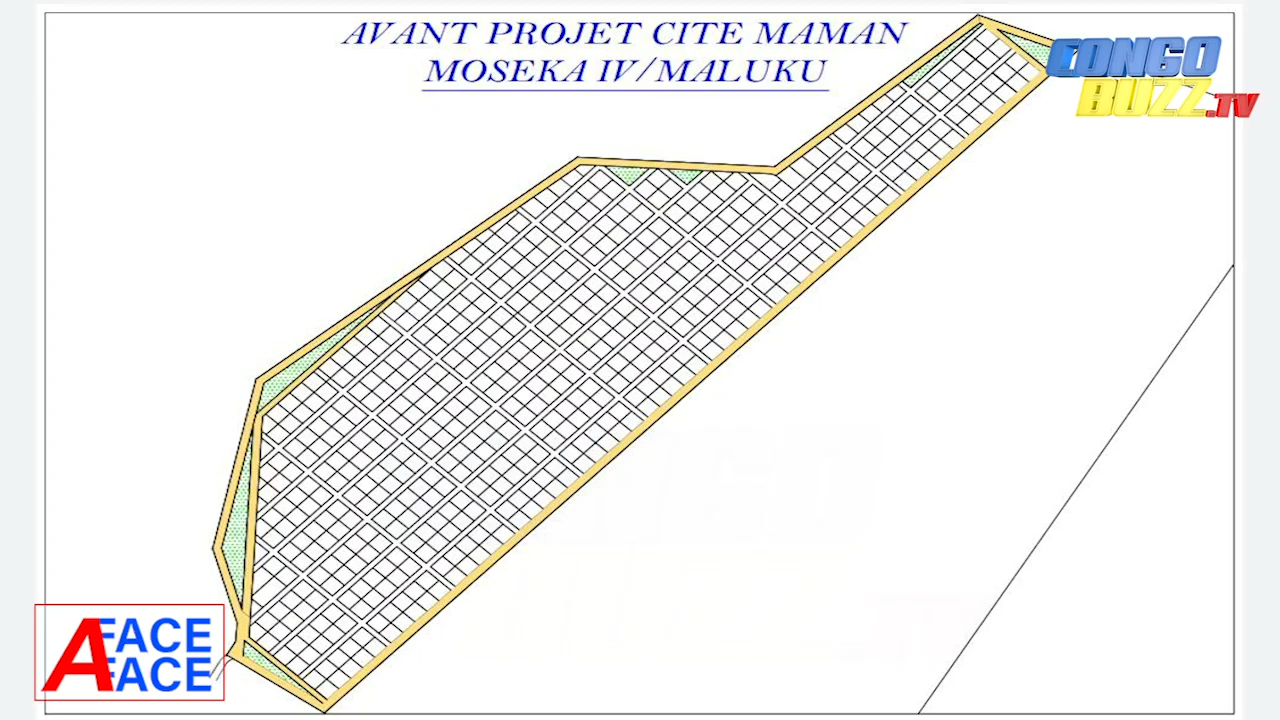 AVANT PROJET CITE MAMAN
MOSEKA IV/MALUKU
CONGO
BUZZ.TV
A FACE
FACE